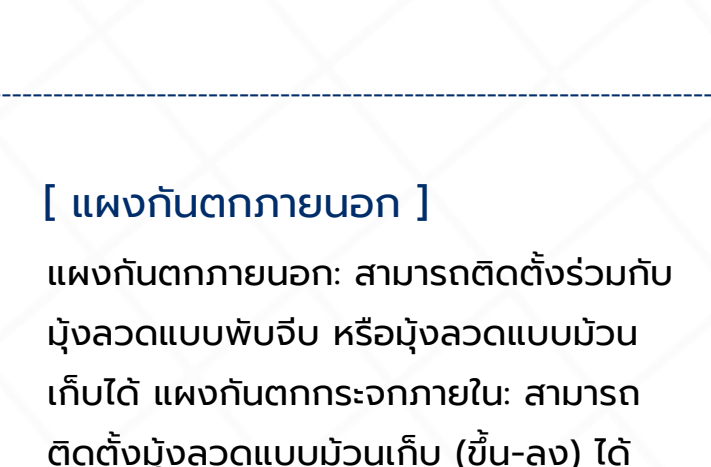 [ แผงกันตกภายนอก ]
แผงกันตกภายนอก: สามารถติดตั้งร่วมกับ
มุ้งลวดแบบพับจีบ หรือมุ้งลวดแบบม้วน
เก็บได้ แผงกันตกกระจกภายใน: สามารถ
ติดตั้งมุ้งลวดแบบม้วนเก็บ (ขึ้น-ลง) ได้